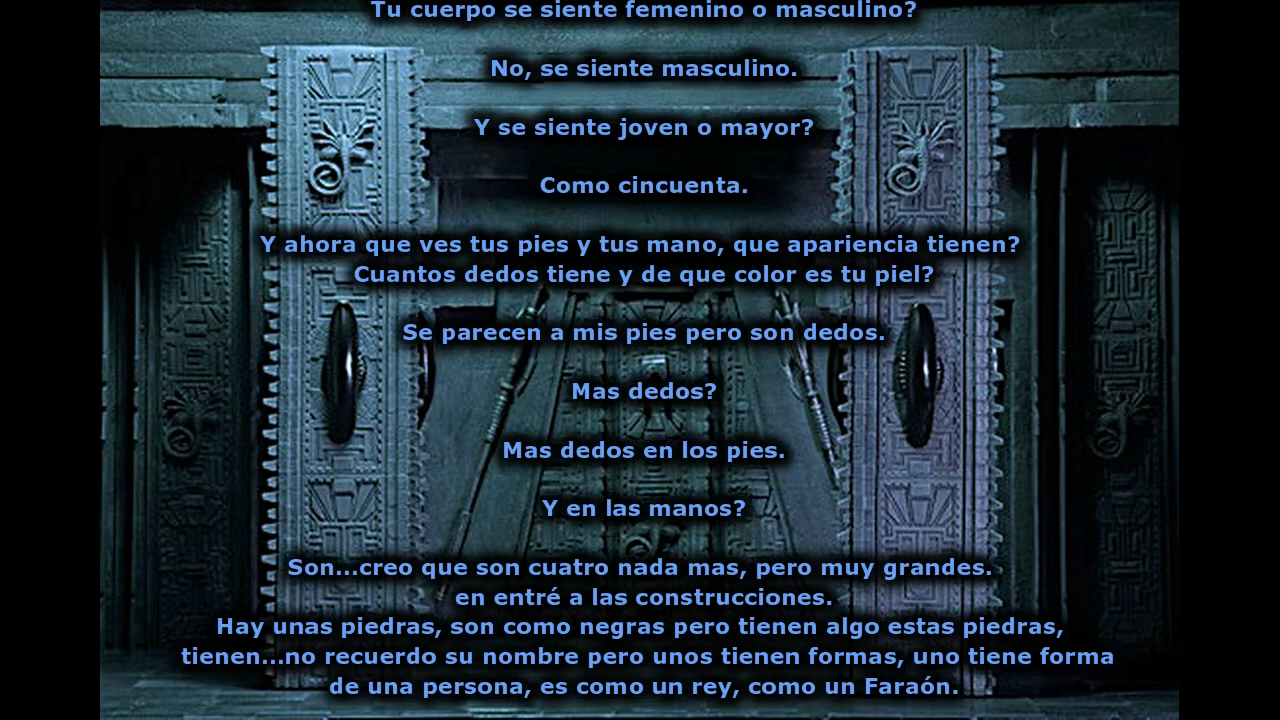 Tu cuerpo se siente femenino o masculino?
No, se siente masculino.
Y se siente joven o mayor?
Como cincuenta.
Y ahora que ves tus pies y tus mano, que apariencia tienen?
Cuantos dedos tiene y de que color es tu piel?
Se parecen a mis pies pero son dedos.
Mas dedos?
Mas dedos en los pies.
Y en las manos?
Son...creo que son cuatro nada mas, pero muy grandes.
en entré a las construcciones.
Hay unas piedras, son como negras pero tienen algo estas piedras,
tienen...no recuerdo su nombre pero unos tienen formas, uno tiene forma
de una persona, es como un rey, como un Faraón.